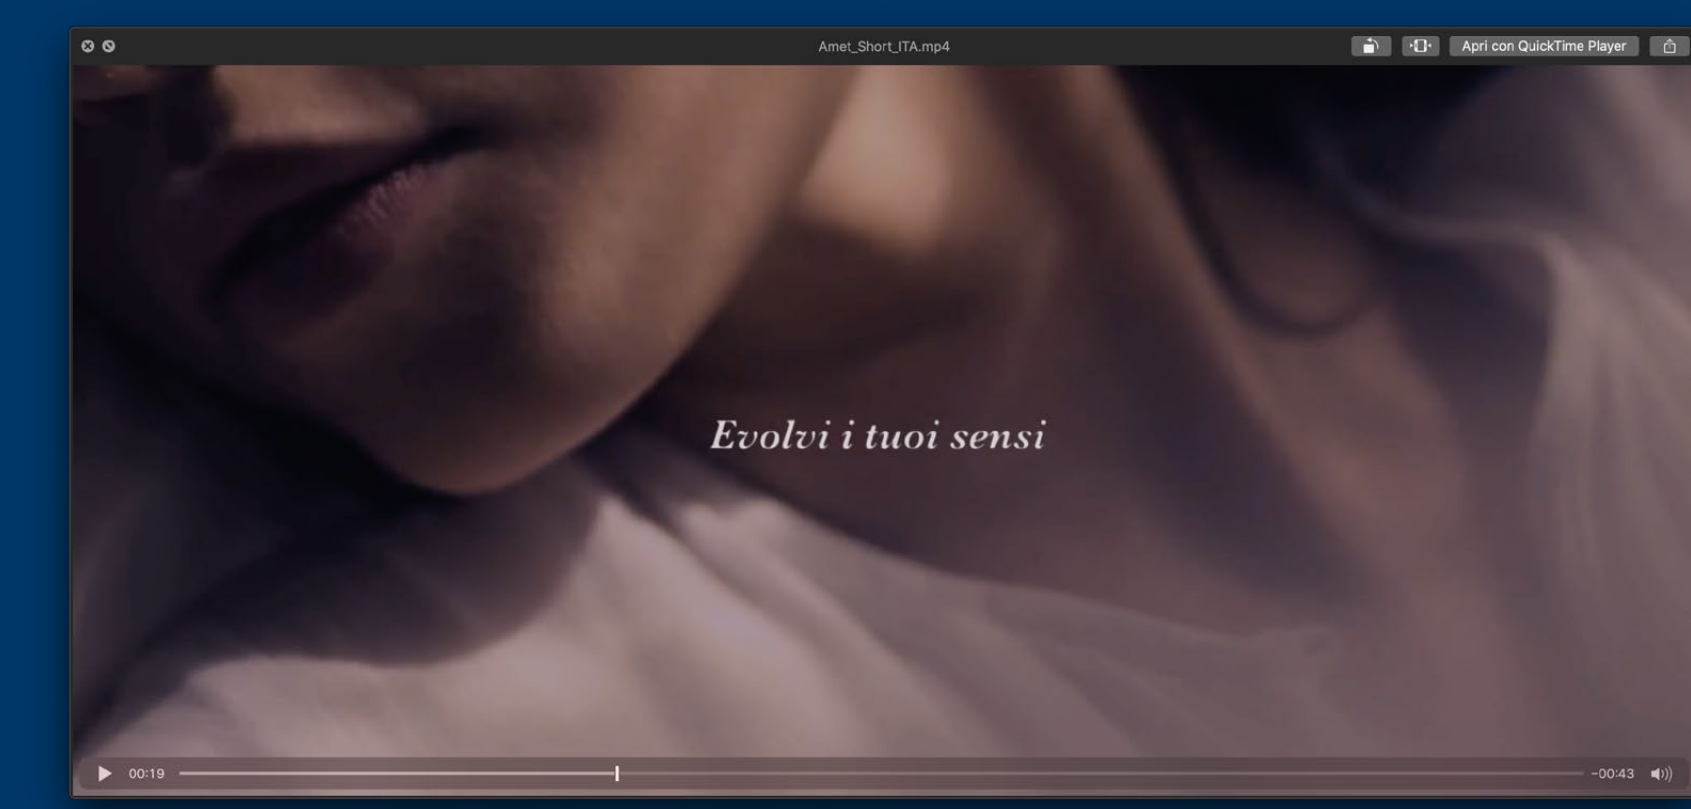 Amet_Short_ITA.mp4
Apri con QuickTime Player
Evolvi i tuoi sensi
00:19
-00:43